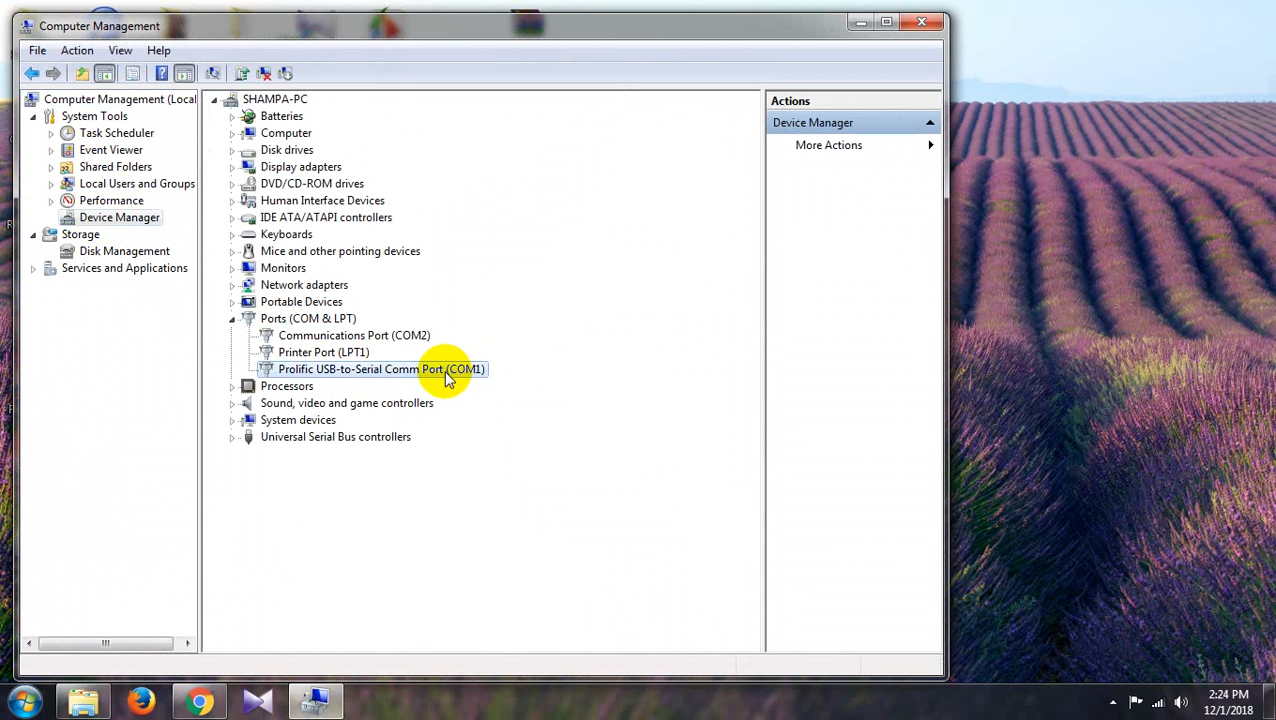 Computer Management
File Action View Help
Computer Management (Local
System Tools
Task Scheduler
Event Viewer
Shared Folders
Local Users and Groups
Performance
Device Manager
Storage
Disk Management
Services and Applications
SHAMPA-PC
Batteries
Computer
Disk drives
Display adapters
DVD/CD-ROM drives
Human Interface Devices
IDE ATA/ATAPI controllers
Keyboards
Mice and other pointing devices
Monitors
Network adapters
Portable Devices
Ports (COM & LPT)
Communications Port (COM2)
Printer Port (LPT1)
Prolific USB-to-Serial Comm Port (COM1)
Processors
Sound, video and game controllers
System devices
Universal Serial Bus controllers
Actions
Device Manager
More Actions
2:24 PM
12/1/2018